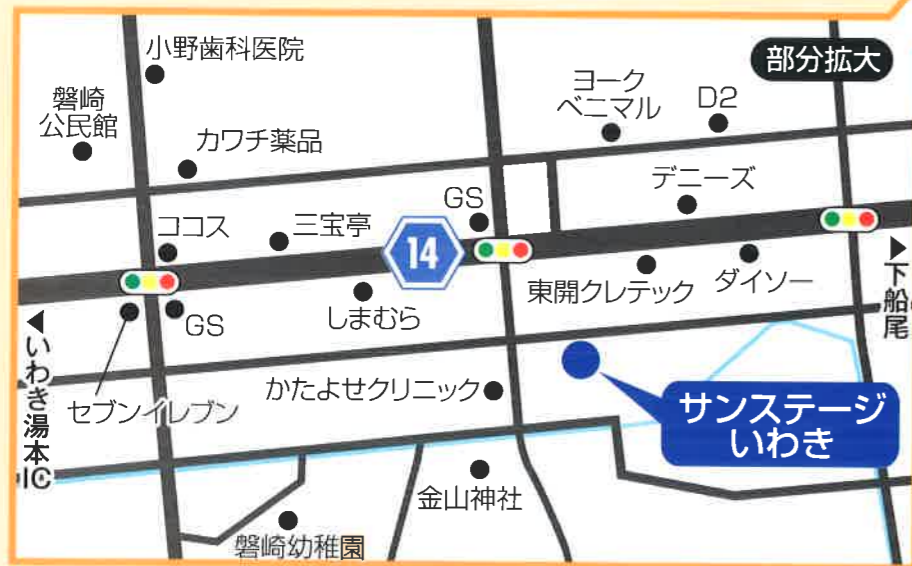 部分拡大
小野歯科医院
磐崎
公民館
カワチ薬品
ヨーク
ベニマル
D2
デニーズ
GS
ココス
三宝亭
14
東開クレテック
ダイソー
▶下船尾
しまむら
GS
◀いわき湯本IC
セブンイレブン
かたよせクリニック
サンステージ
いわき
金山神社
磐崎幼稚園